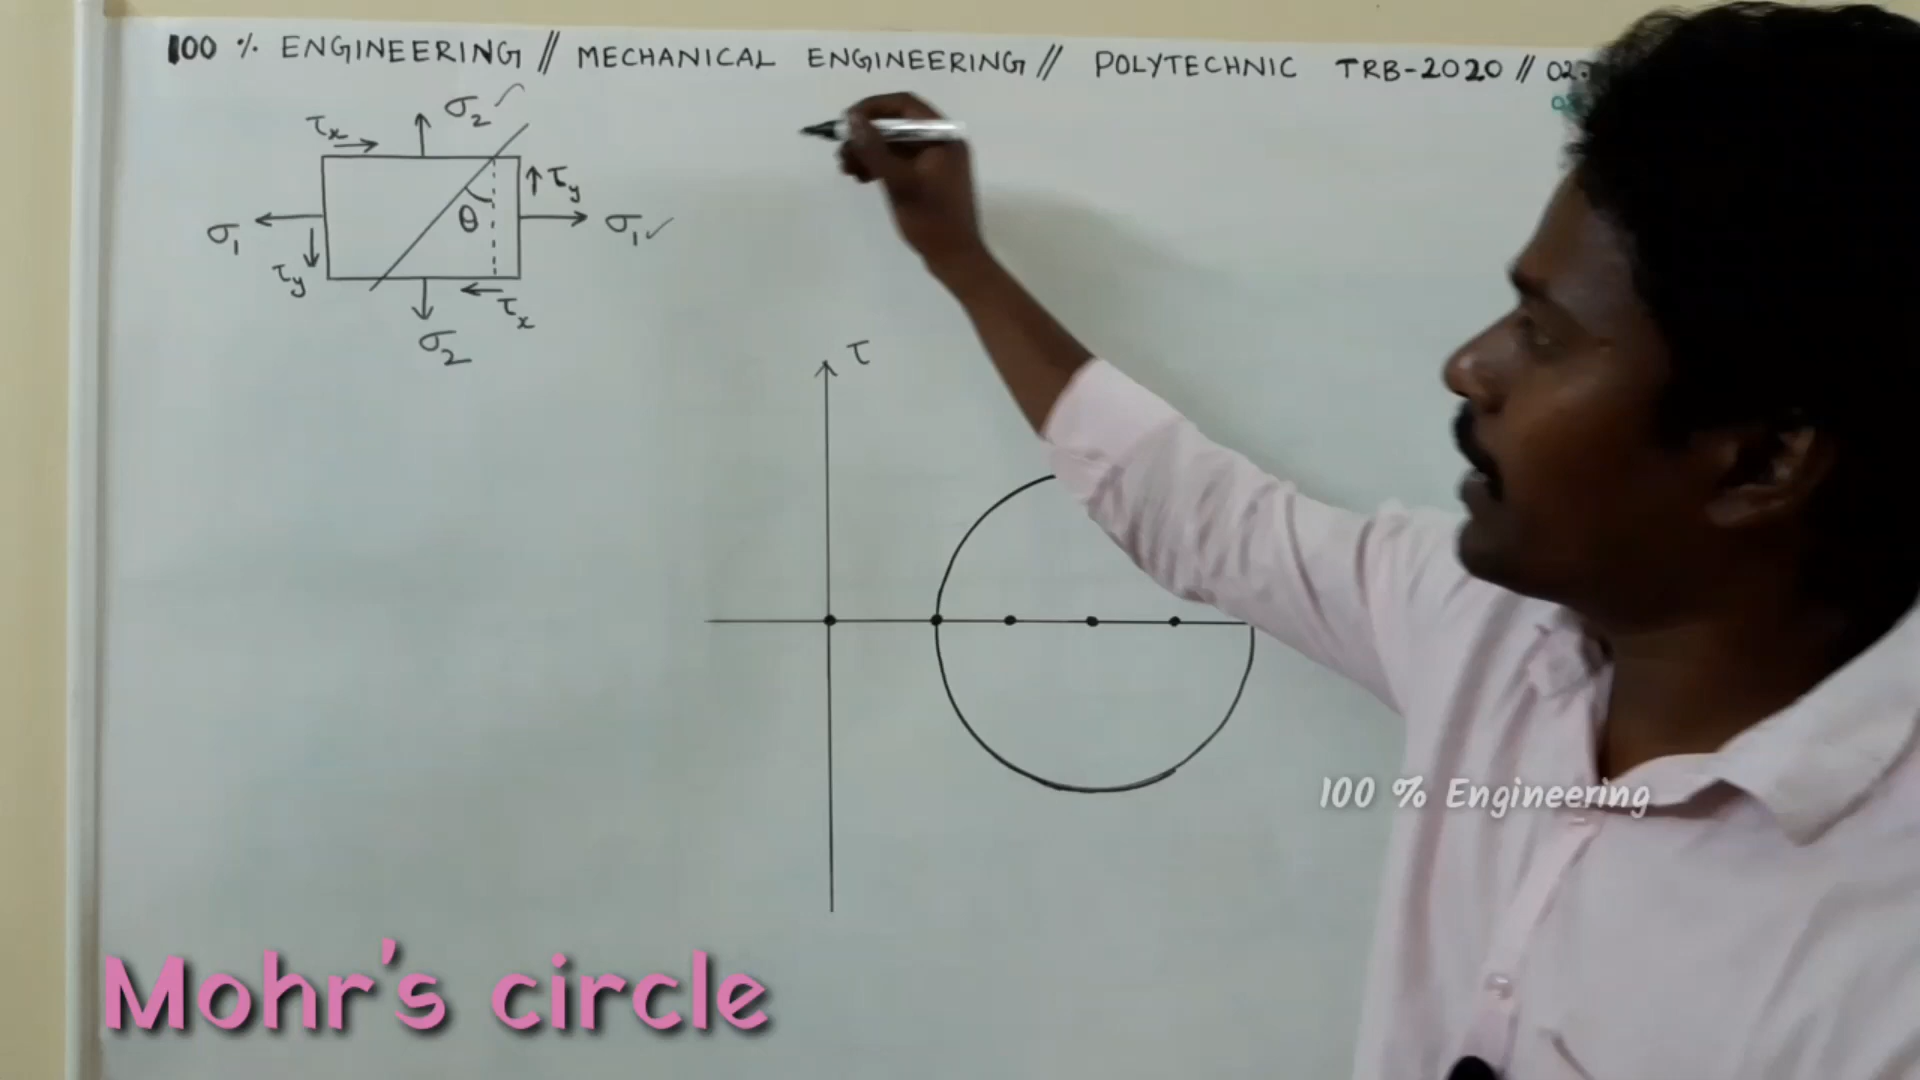 100 % ENGINEERING // MECHANICAL ENGINEERING // POLYTECHNIC TRB-2020 // 02.
σ2
τx
τy
θ
σ1
σ1
τy
τx
σ2
τ
100 % Engineering
Mohr's circle